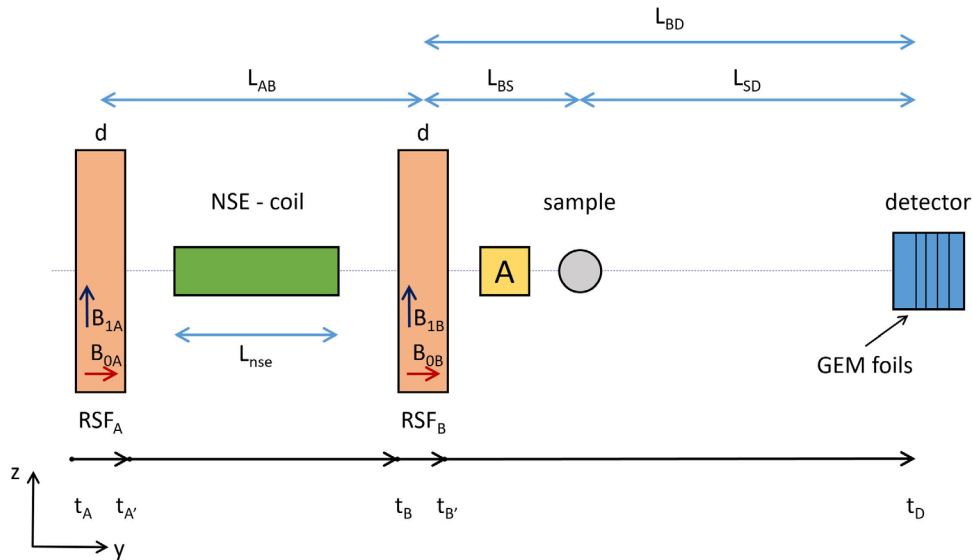 L_BD
L_AB L_BS L_SD
d d
NSE - coil sample detector
A
B_1A B_1B
B_0A B_0B
L_nse GEM foils
RSF_A RSF_B
z
t_A t_A' t_B t_B' t_D
y